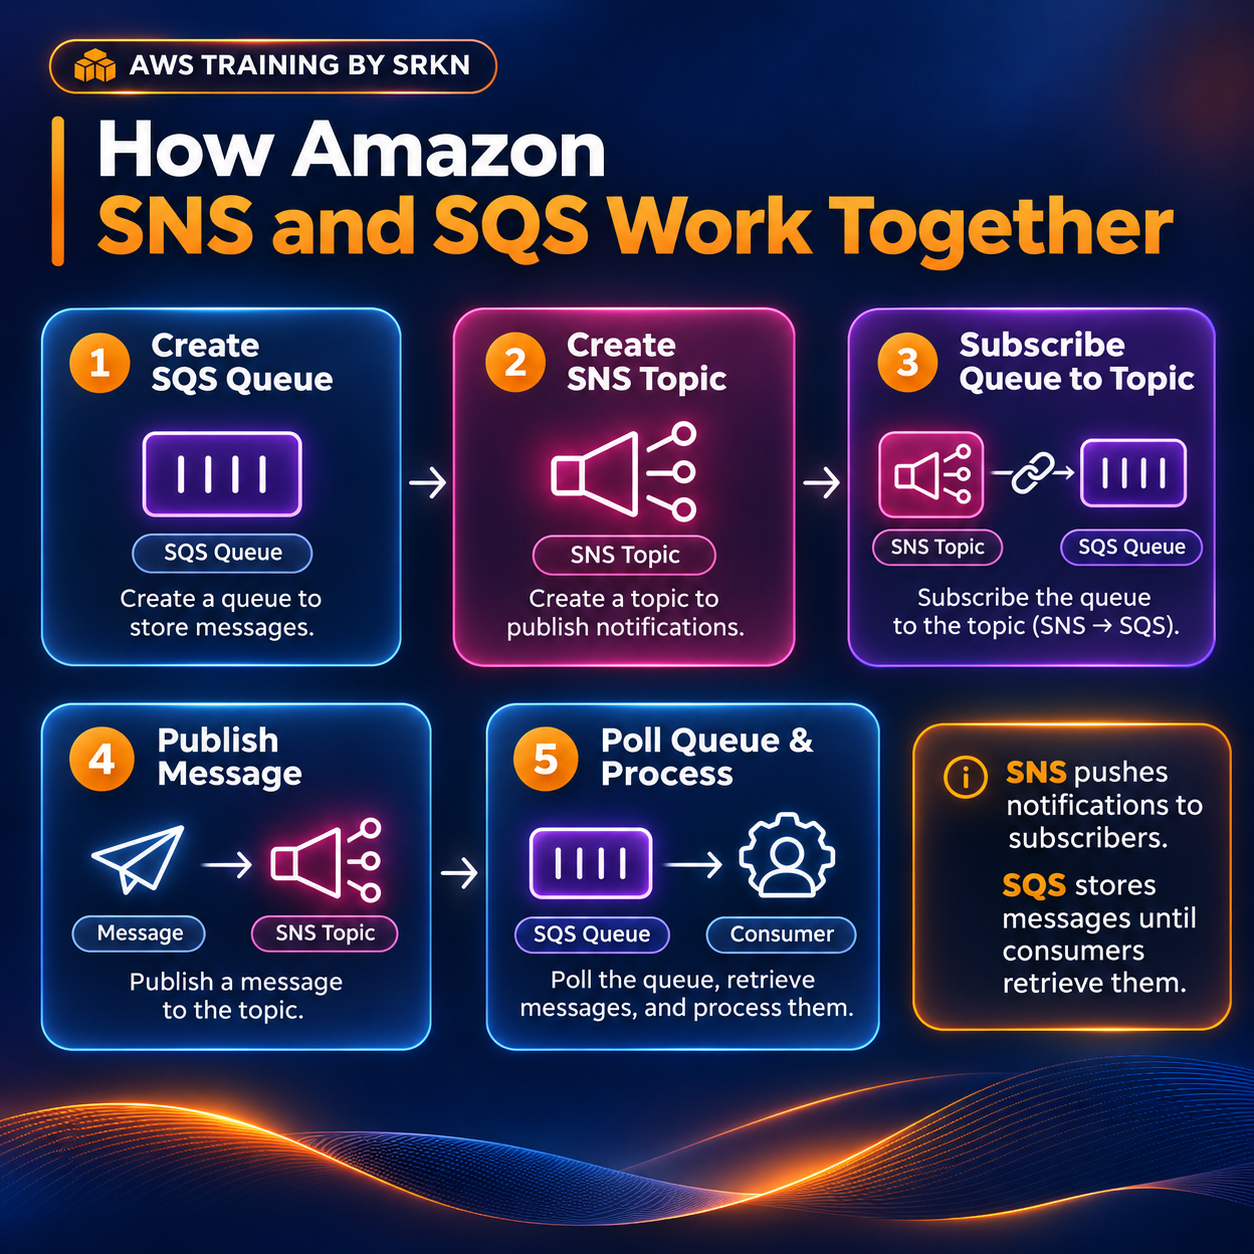 AWS TRAINING BY SRKN
How Amazon
SNS and SQS Work Together
1
Create
SQS Queue
SQS Queue
Create a queue to
store messages.
2
Create
SNS Topic
SNS Topic
Create a topic to
publish notifications.
3
Subscribe
Queue to Topic
SNS Topic
SQS Queue
Subscribe the queue
to the topic (SNS → SQS).
4
Publish
Message
Message
SNS Topic
Publish a message
to the topic.
5
Poll Queue &
Process
SQS Queue
Consumer
Poll the queue, retrieve
messages, and process them.
SNS pushes
notifications to
subscribers.
SQS stores
messages until
consumers
retrieve them.